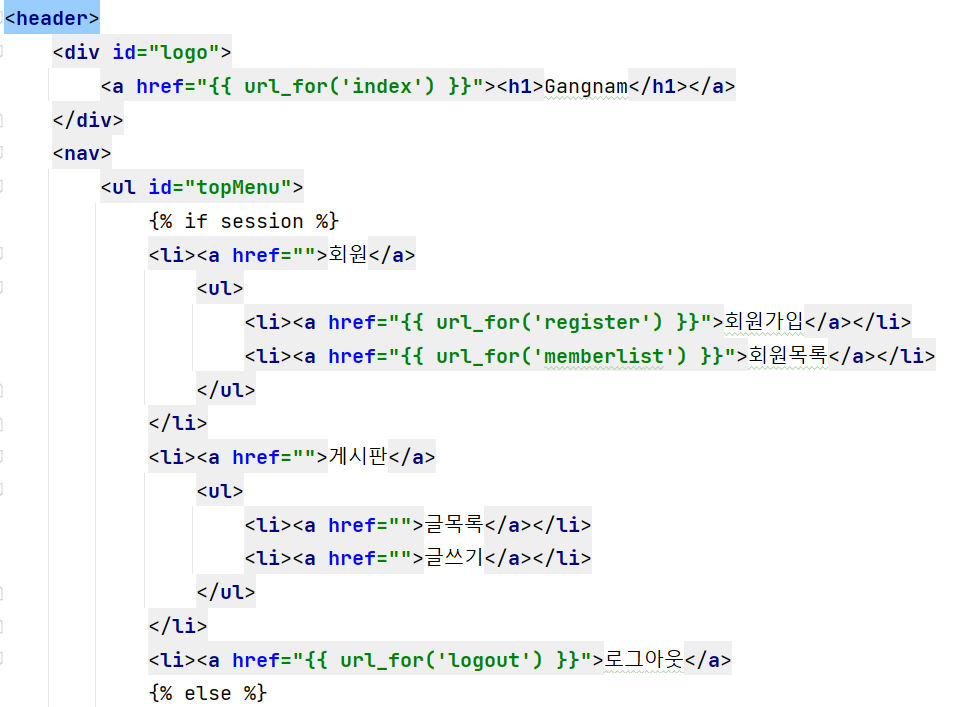 <header>
    <div id="logo">
        <a href="{{ url_for('index') }}"><h1>Gangnam</h1></a>
    </div>
    <nav>
        <ul id="topMenu">
            {% if session %}
            <li><a href="">회원</a>
                <ul>
                    <li><a href="{{ url_for('register') }}">회원가입</a></li>
                    <li><a href="{{ url_for('memberlist') }}">회원목록</a></li>
                </ul>
            </li>
            <li><a href="">게시판</a>
                <ul>
                    <li><a href="">글목록</a></li>
                    <li><a href="">글쓰기</a></li>
                </ul>
            </li>
            <li><a href="{{ url_for('logout') }}">로그아웃</a>
            {% else %}